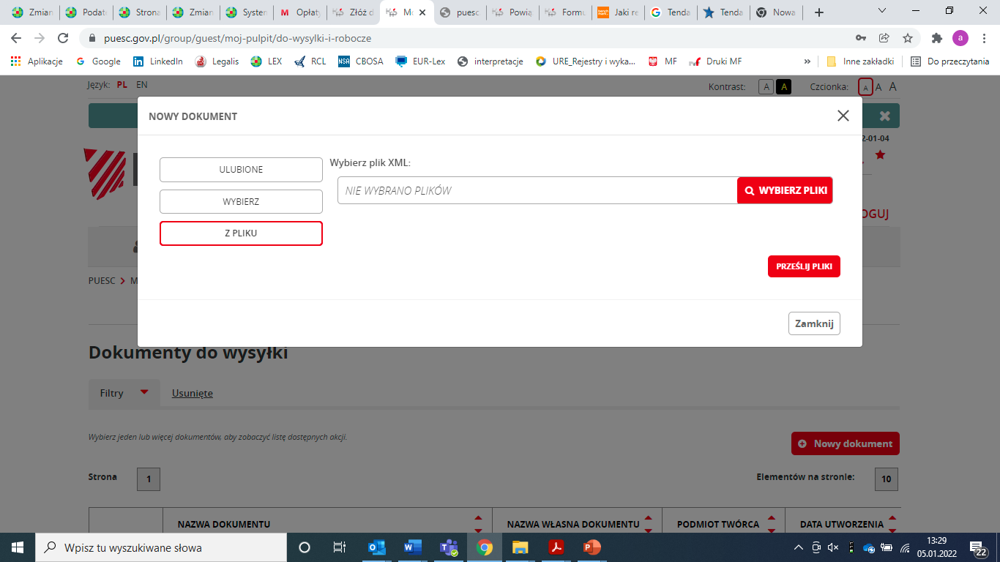 Zmian
Podat
Strona
Zmian
System
Opłaty
Złóż d
Mo
puesc
Powią
Formu
Jaki re
Tenda
Tenda
Nowa
puesc.gov.pl/group/guest/moj-pulpit/do-wysylki-i-robocze
a
Aplikacje Google LinkedIn Legalis LEX RCL NSA CBOSA EUR-Lex interpretacje URE_Rejestry i wyka... MF Druki MF » Inne zakładki Do przeczytania
Język: PL EN Kontrast: A A Czcionka: A A A
NOWY DOKUMENT
2-01-04
ULUBIONE
Wybierz plik XML:
NIE WYBRANO PLIKÓW
WYBIERZ PLIKI
WYBIERZ
Z PLIKU
OGUJ
PRZEŚLIJ PLIKI
PUESC > M
Zamknij
Dokumenty do wysyłki
Filtry Usunięte
Wybierz jeden lub więcej dokumentów, aby zobaczyć listę dostępnych akcji.
Nowy dokument
Strona 1 Elementów na stronie: 10
NAZWA DOKUMENTU NAZWA WŁASNA DOKUMENTU PODMIOT TWÓRCA DATA UTWORZENIA
Wpisz tu wyszukiwane słowa
13:29
05.01.2022
22